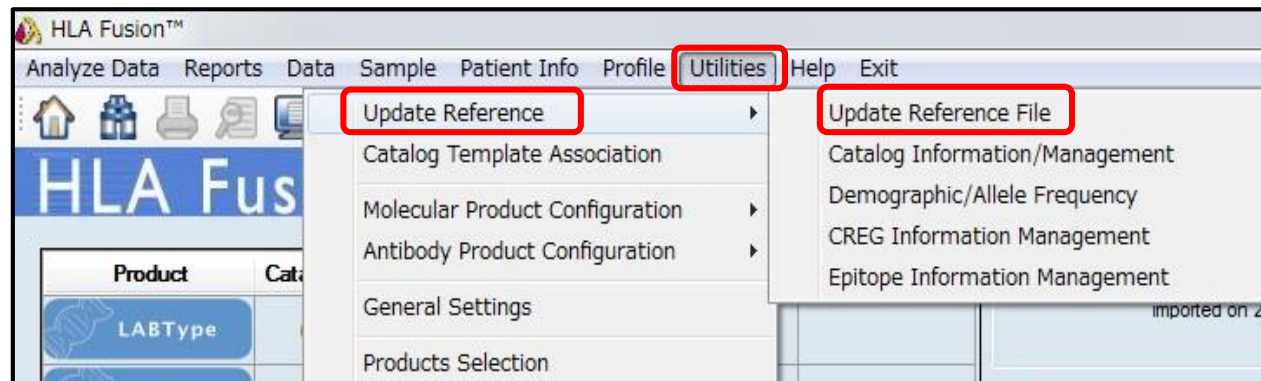 HLA Fusion™
Analyze Data Reports Data Sample Patient Info Profile Utilities Help Exit
Update Reference
Catalog Template Association
Molecular Product Configuration
Antibody Product Configuration
General Settings
Products Selection
Update Reference File
Catalog Information/Management
Demographic/Allele Frequency
CREG Information Management
Epitope Information Management
HLA Fus
Product Cata
LABType
imported on 2